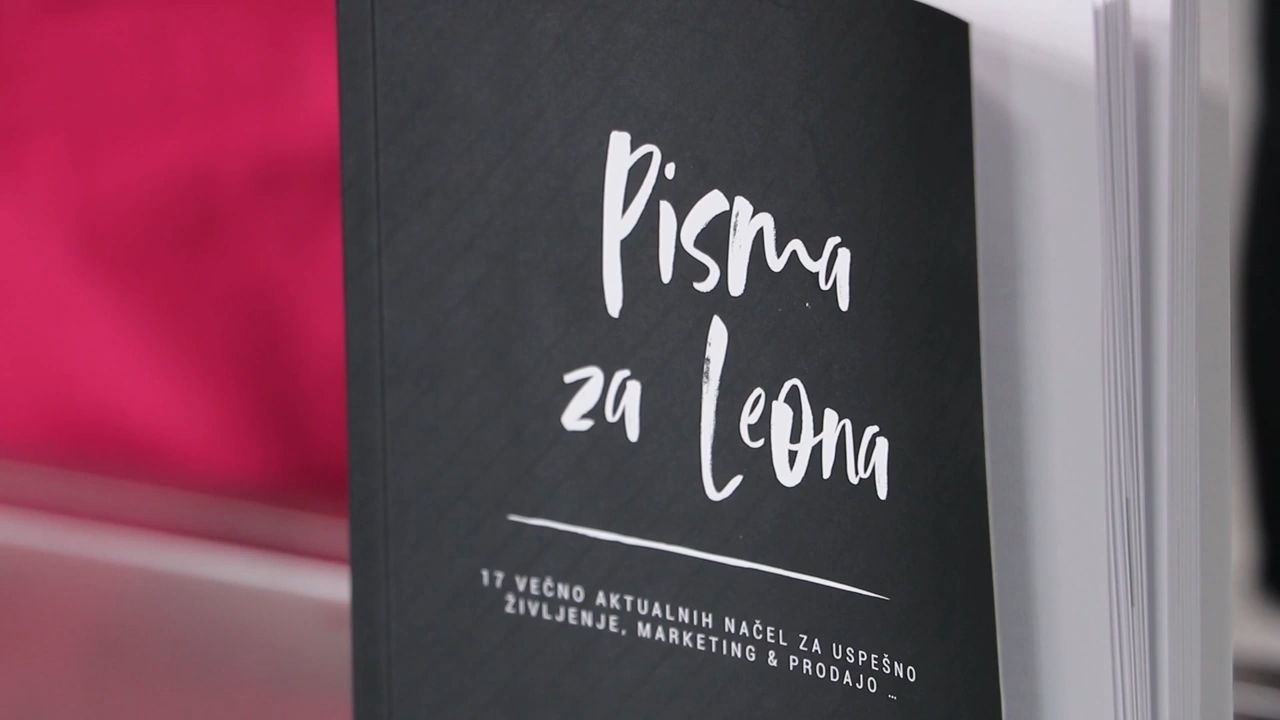 Pisma
za Leona
17 VEČNO AKTUALNIH NAČEL ZA USPEŠNO
ŽIVLJENJE, MARKETING & PRODAJO ...